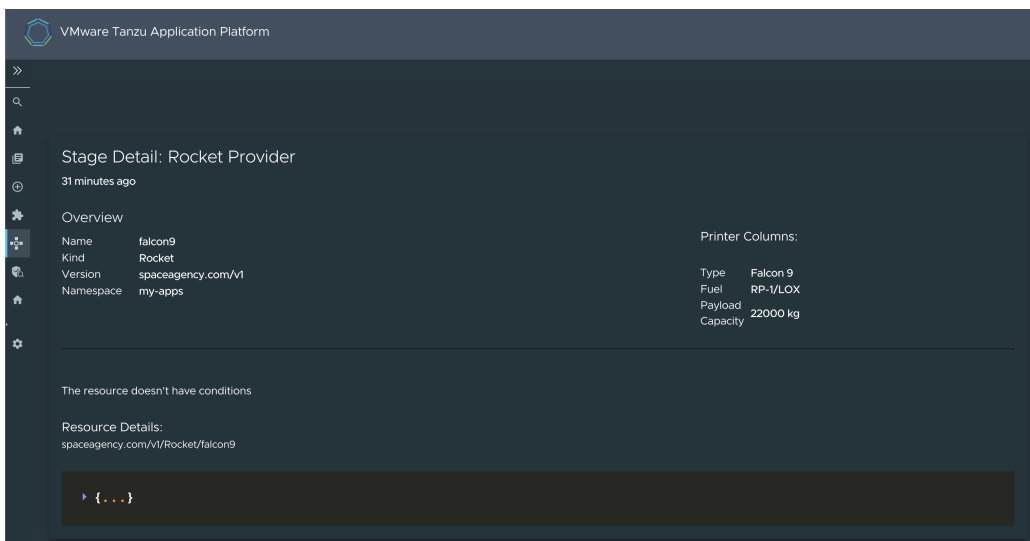 VMware Tanzu Application Platform
Stage Detail: Rocket Provider
31 minutes ago
Overview
Name falcon9
Kind Rocket
Version spaceagency.com/v1
Namespace my-apps
Printer Columns:
Type Falcon 9
Fuel RP-1/LOX
Payload
Capacity 22000 kg
The resource doesn't have conditions
Resource Details:
spaceagency.com/v1/Rocket/falcon9
{...}